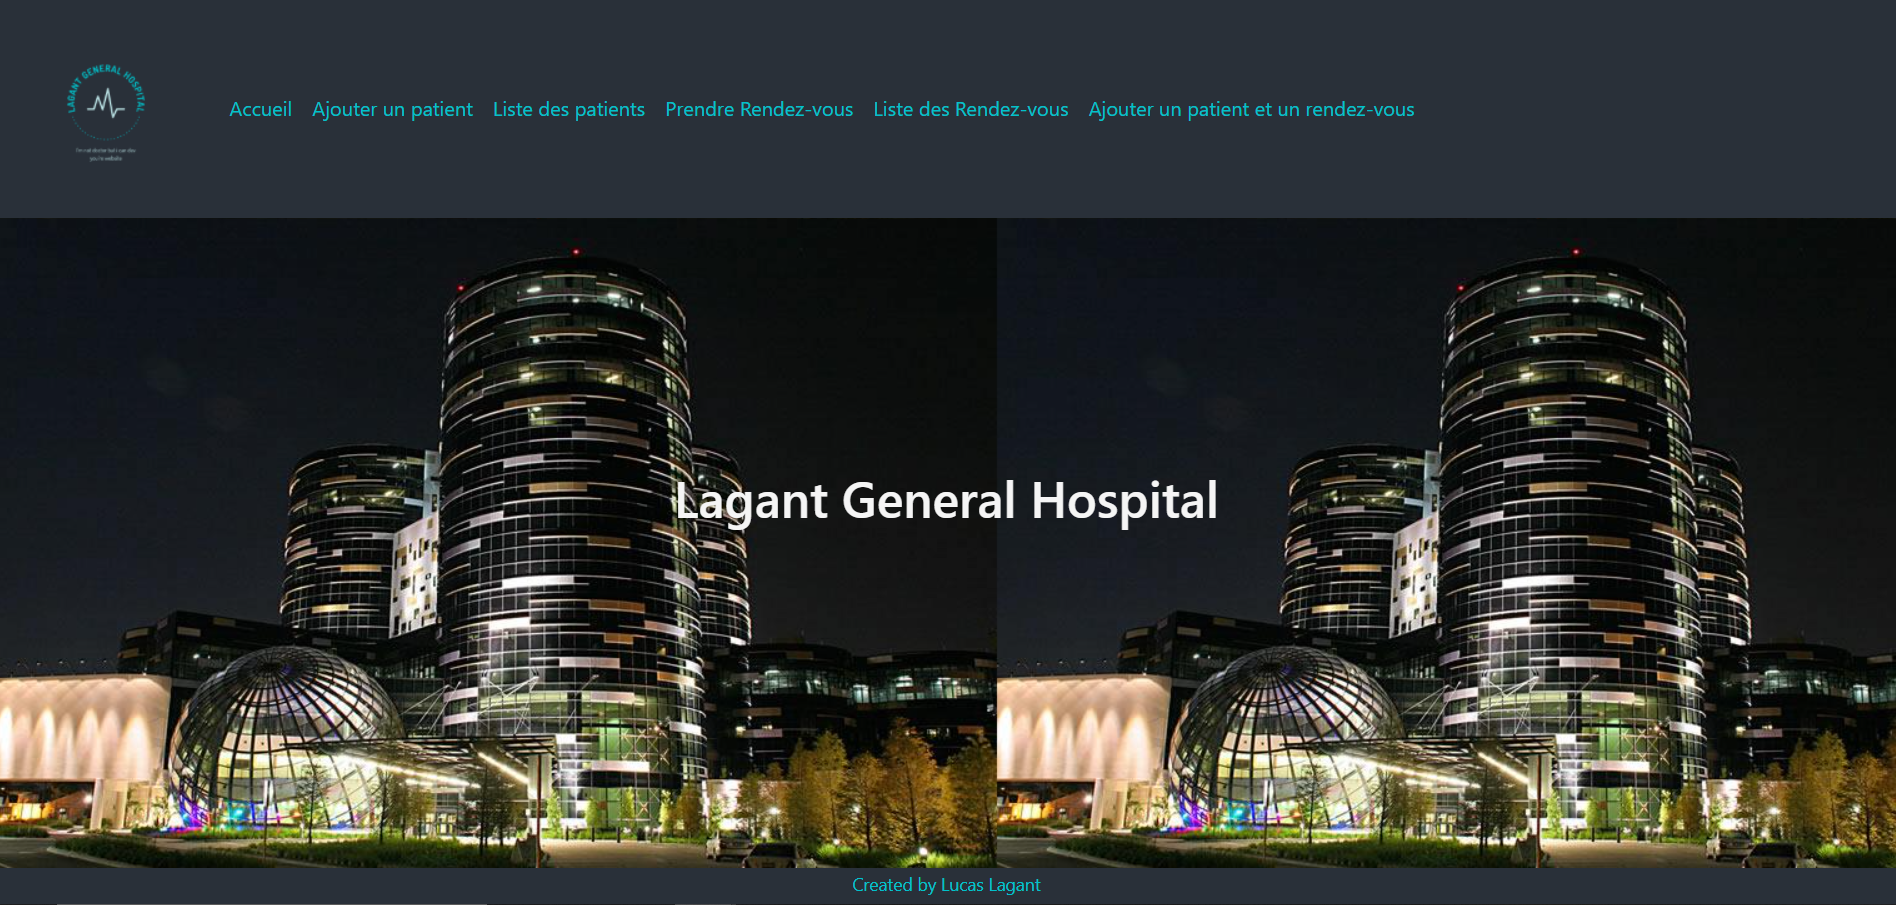 LAGANT GENERAL HOSPITAL
Accueil Ajouter un patient Liste des patients Prendre Rendez-vous Liste des Rendez-vous Ajouter un patient et un rendez-vous
Lagant General Hospital
Created by Lucas Lagant